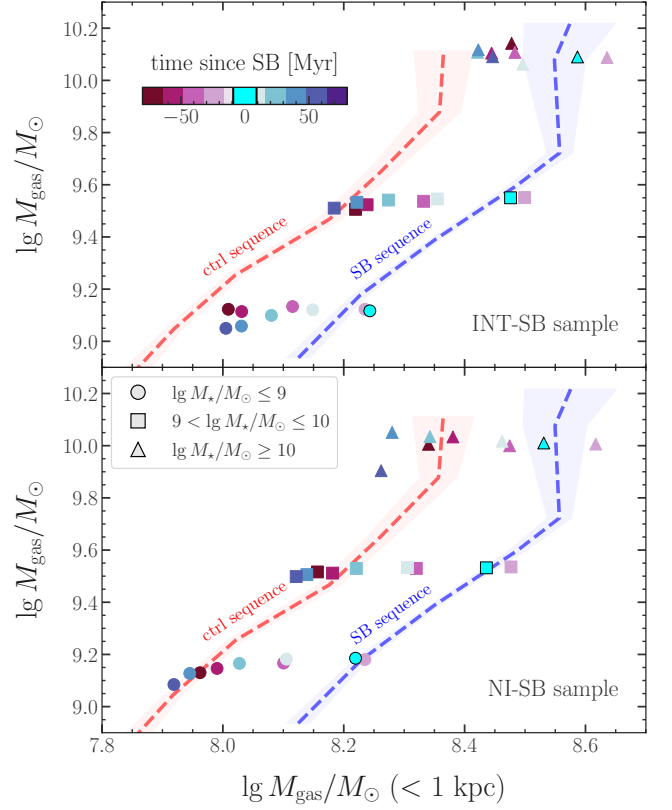 10.2
10.0
9.8
9.6
9.4
9.2
9.0
lg M_gas/M_⊙
time since SB [Myr]
−50 0 50
ctrl sequence
SB sequence
INT-SB sample
10.2
10.0
9.8
9.6
9.4
9.2
9.0
lg M_gas/M_⊙
lg M_⋆/M_⊙ ≤ 9
9 < lg M_⋆/M_⊙ ≤ 10
lg M_⋆/M_⊙ ≥ 10
ctrl sequence
SB sequence
NI-SB sample
7.8 8.0 8.2 8.4 8.6
lg M_gas/M_⊙ (< 1 kpc)